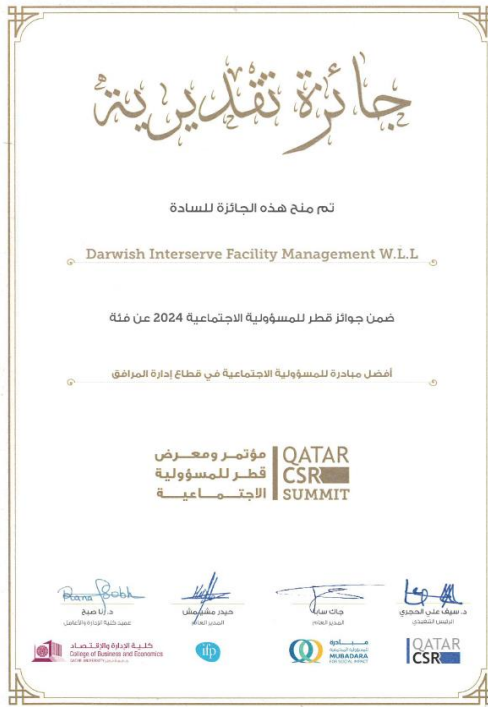 جائزة تقديرية
تم منح هذه الجائزة للسادة
Darwish Interserve Facility Management W.L.L
ضمن جوائز قطر للمسؤولية الاجتماعية 2024 عن فئة
أفضل مبادرة للمسؤولية الاجتماعية في قطاع إدارة المرافق
مؤتمر ومعرض
قطر للمسؤولية
الاجتماعية
QATAR
CSR
SUMMIT
د. سيف علي الحجري
الرئيس التنفيذي
جاك سابا
المدير العام
حيدر مشيمش
المدير العام
د. رنا صبح
عميد كلية الإدارة والأعمال
Rana Sobh
QATAR
CSR
مبادرة
MUBADARA
FOR SOCIAL IMPACT
ifp
كلية الإدارة والاقتصاد
College of Business and Economics